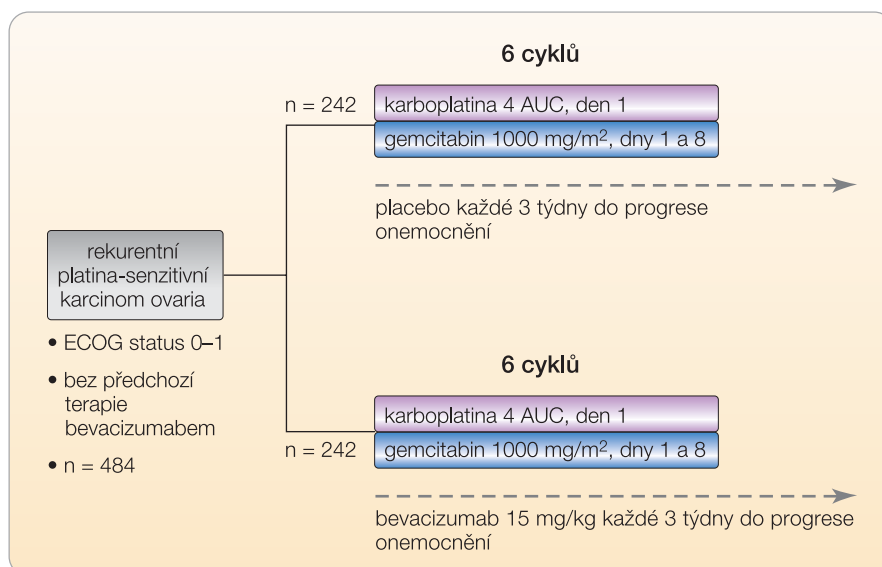 6 cyklů
n = 242
karboplatina 4 AUC, den 1
gemcitabin 1000 mg/m², dny 1 a 8
placebo každé 3 týdny do progrese
onemocnění
rekurentní
platina-senzitivní
karcinom ovaria
• ECOG status 0–1
• bez předchozí
terapie
bevacizumabem
• n = 484
6 cyklů
karboplatina 4 AUC, den 1
n = 242
gemcitabin 1000 mg/m², dny 1 a 8
bevacizumab 15 mg/kg každé 3 týdny do progrese
onemocnění